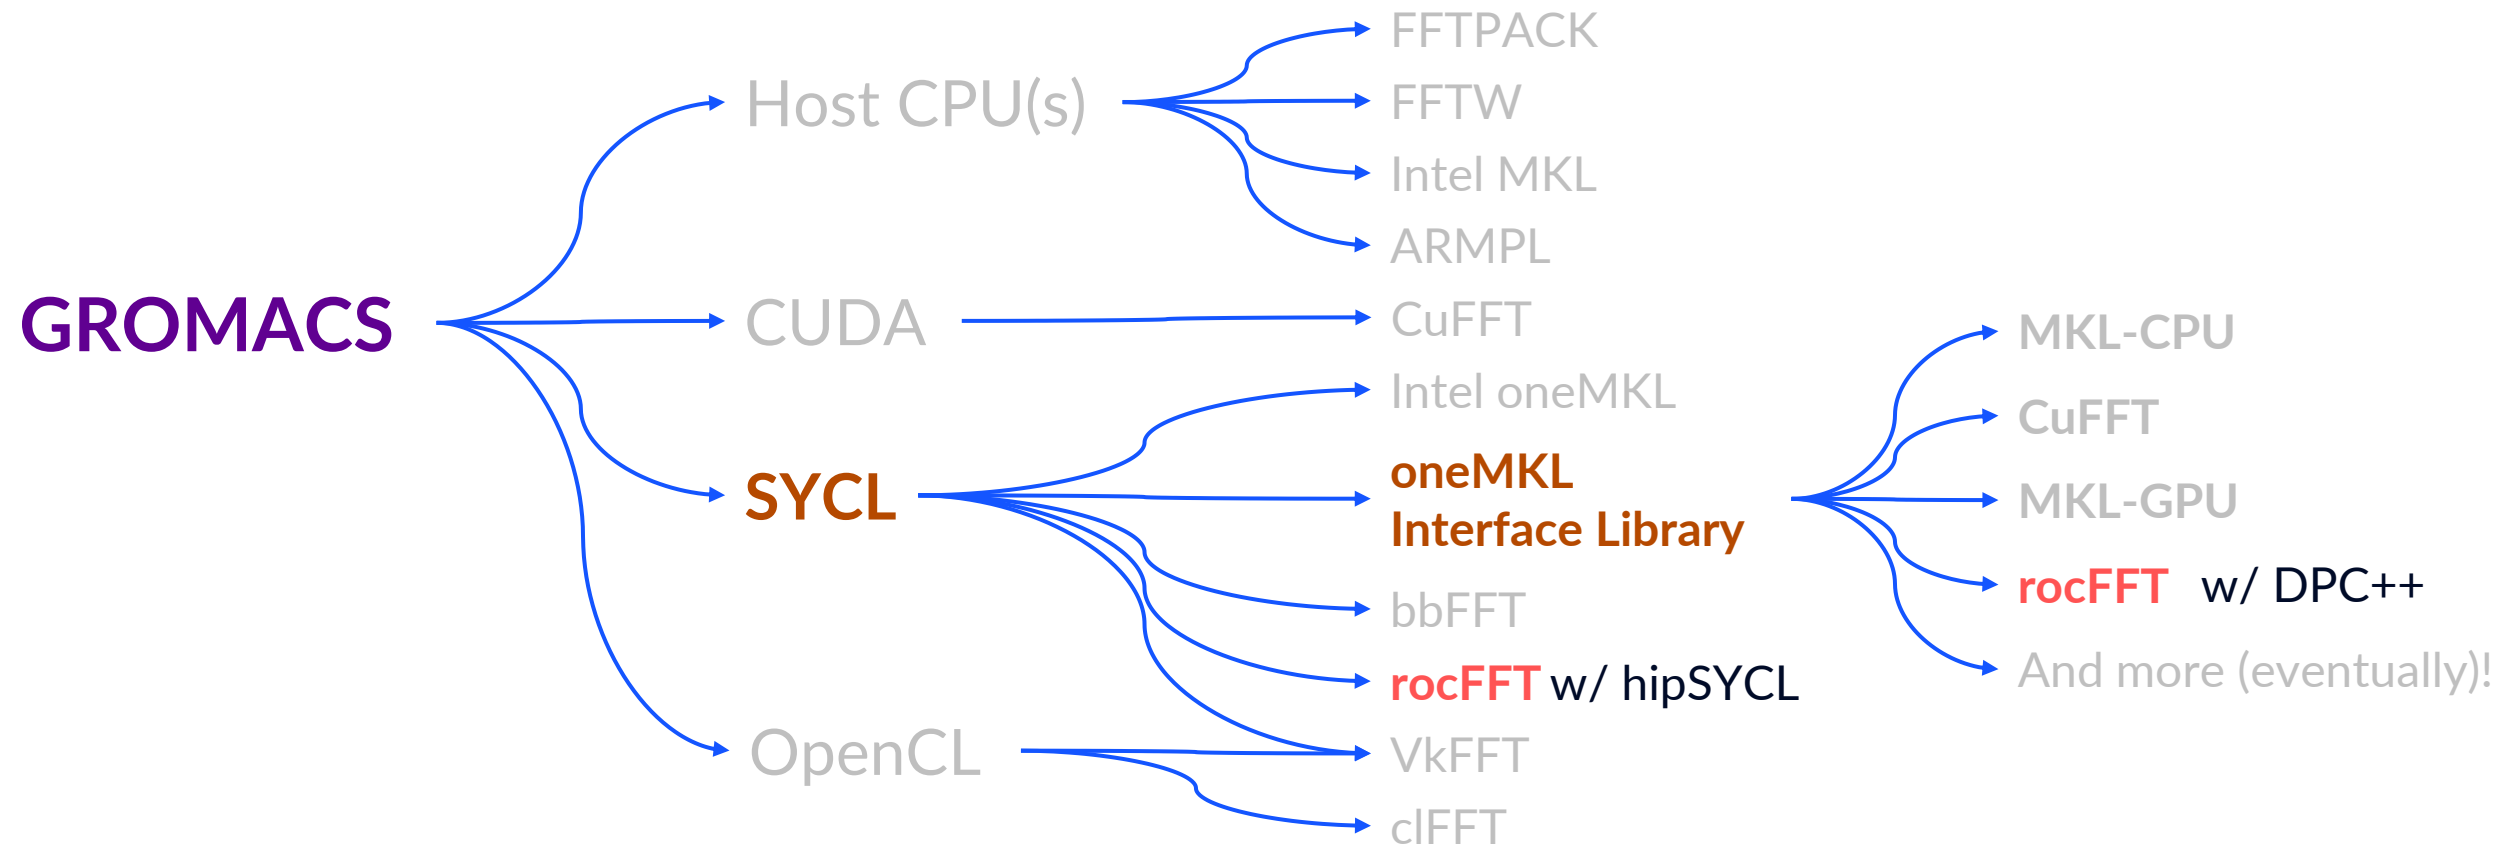 GROMACS
Host CPU(s)
CUDA
SYCL
OpenCL
FFTPACK
FFTW
Intel MKL
ARMPL
CuFFT
Intel oneMKL
oneMKL
Interface Library
bbFFT
rocFFT w/ hipSYCL
VkFFT
clFFT
MKL-CPU
CuFFT
MKL-GPU
rocFFT w/ DPC++
And more (eventually)!